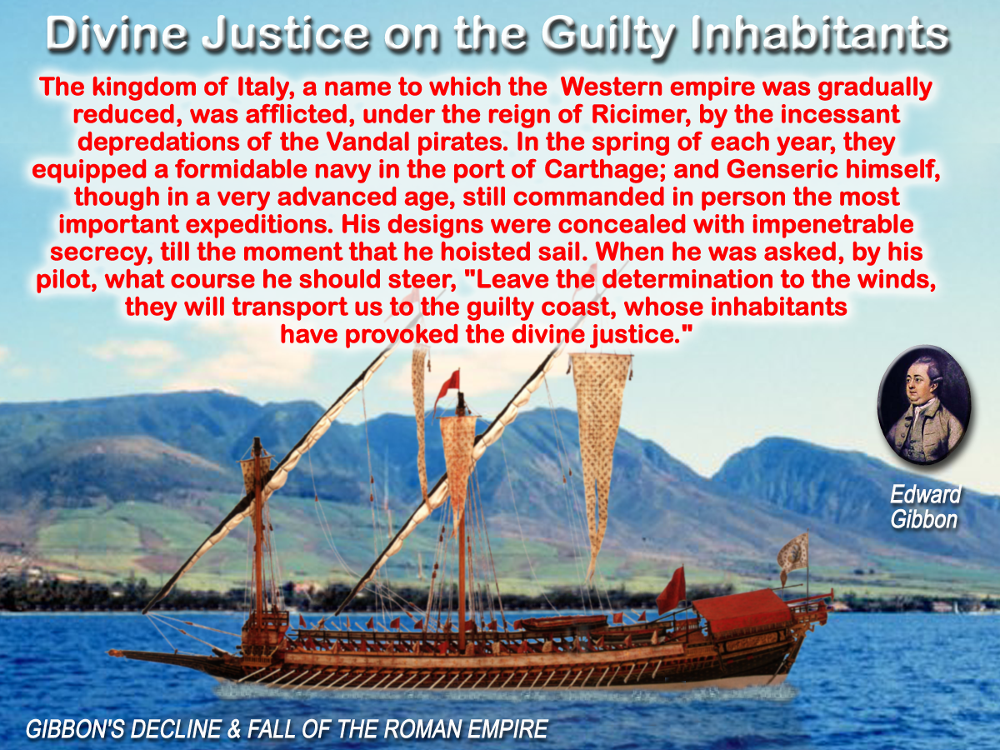 Divine Justice on the Guilty Inhabitants
The kingdom of Italy, a name to which the Western empire was gradually
reduced, was afflicted, under the reign of Ricimer, by the incessant
depredations of the Vandal pirates. In the spring of each year, they
equipped a formidable navy in the port of Carthage; and Genseric himself,
though in a very advanced age, still commanded in person the most
important expeditions. His designs were concealed with impenetrable
secrecy, till the moment that he hoisted sail. When he was asked, by his
pilot, what course he should steer, "Leave the determination to the winds,
they will transport us to the guilty coast, whose inhabitants
have provoked the divine justice."
Edward
Gibbon
GIBBON'S DECLINE & FALL OF THE ROMAN EMPIRE